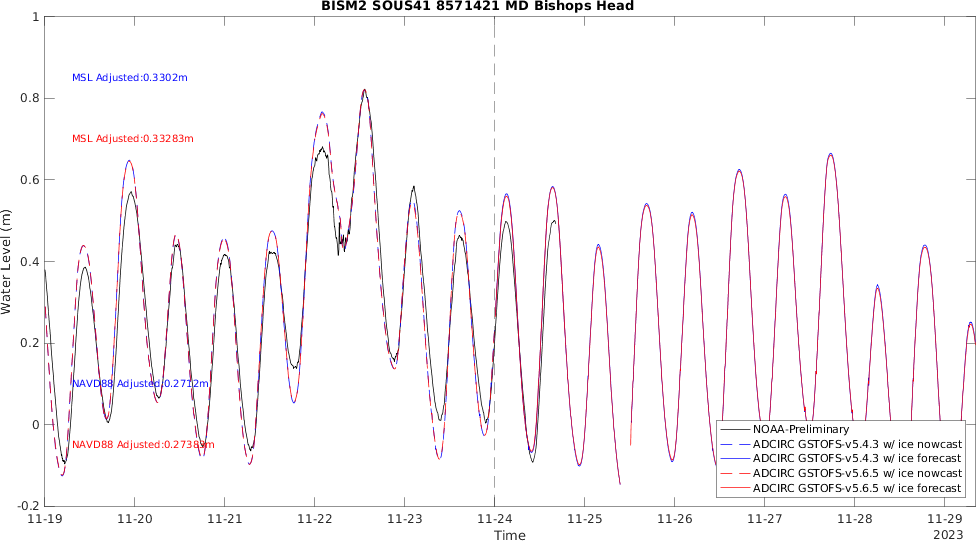 BISM2 SOUS41 8571421 MD Bishops Head
1
0.8
0.6
0.4
0.2
0
-0.2
Water Level (m)
MSL Adjusted:0.3302m
MSL Adjusted:0.33283m
NAVD88 Adjusted:0.2712m
NAVD88 Adjusted:0.27383m
NOAA-Preliminary
ADCIRC GSTOFS-v5.4.3 w/ ice nowcast
ADCIRC GSTOFS-v5.4.3 w/ ice forecast
ADCIRC GSTOFS-v5.6.5 w/ ice nowcast
ADCIRC GSTOFS-v5.6.5 w/ ice forecast
11-19 11-20 11-21 11-22 11-23 11-24 11-25 11-26 11-27 11-28 11-29
Time
2023